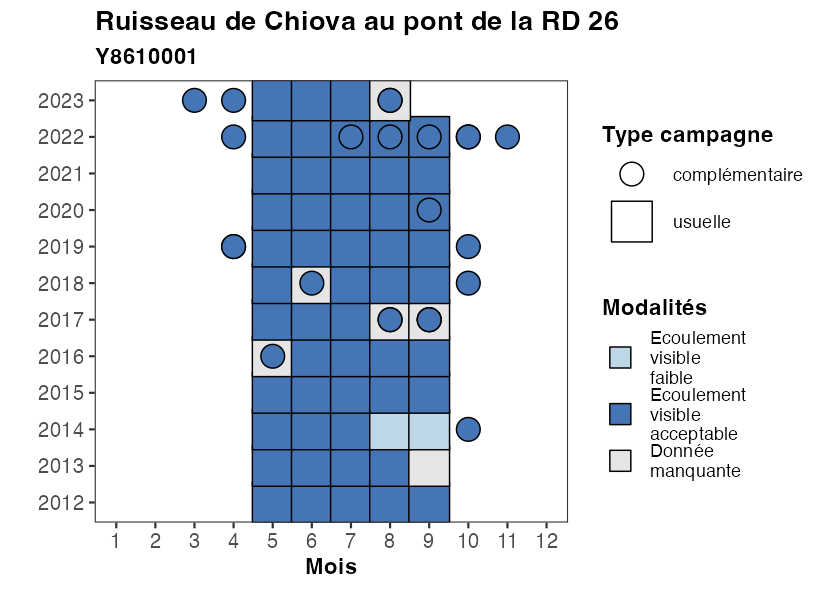 Ruisseau de Chiova au pont de la RD 26
Y8610001
2023
2022
2021
2020
2019
2018
2017
2016
2015
2014
2013
2012
1 2 3 4 5 6 7 8 9 10 11 12
Mois
Type campagne
complémentaire
usuelle
Modalités
Ecoulement
visible
faible
Ecoulement
visible
acceptable
Donnée
manquante